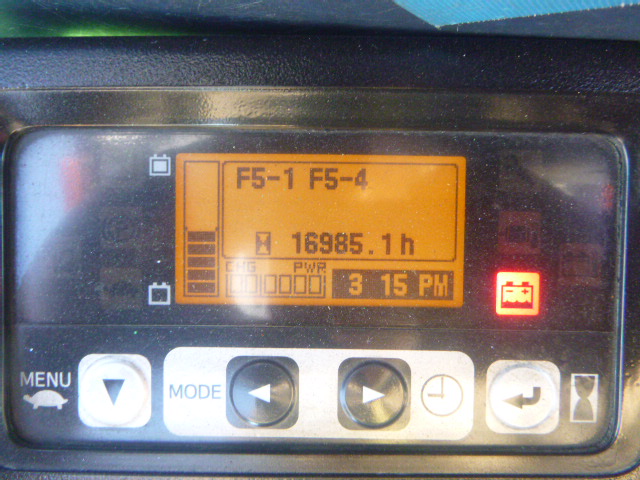 F5-1 F5-4
16985.1h
CHG PWR
3 15 PM
MENU
MODE